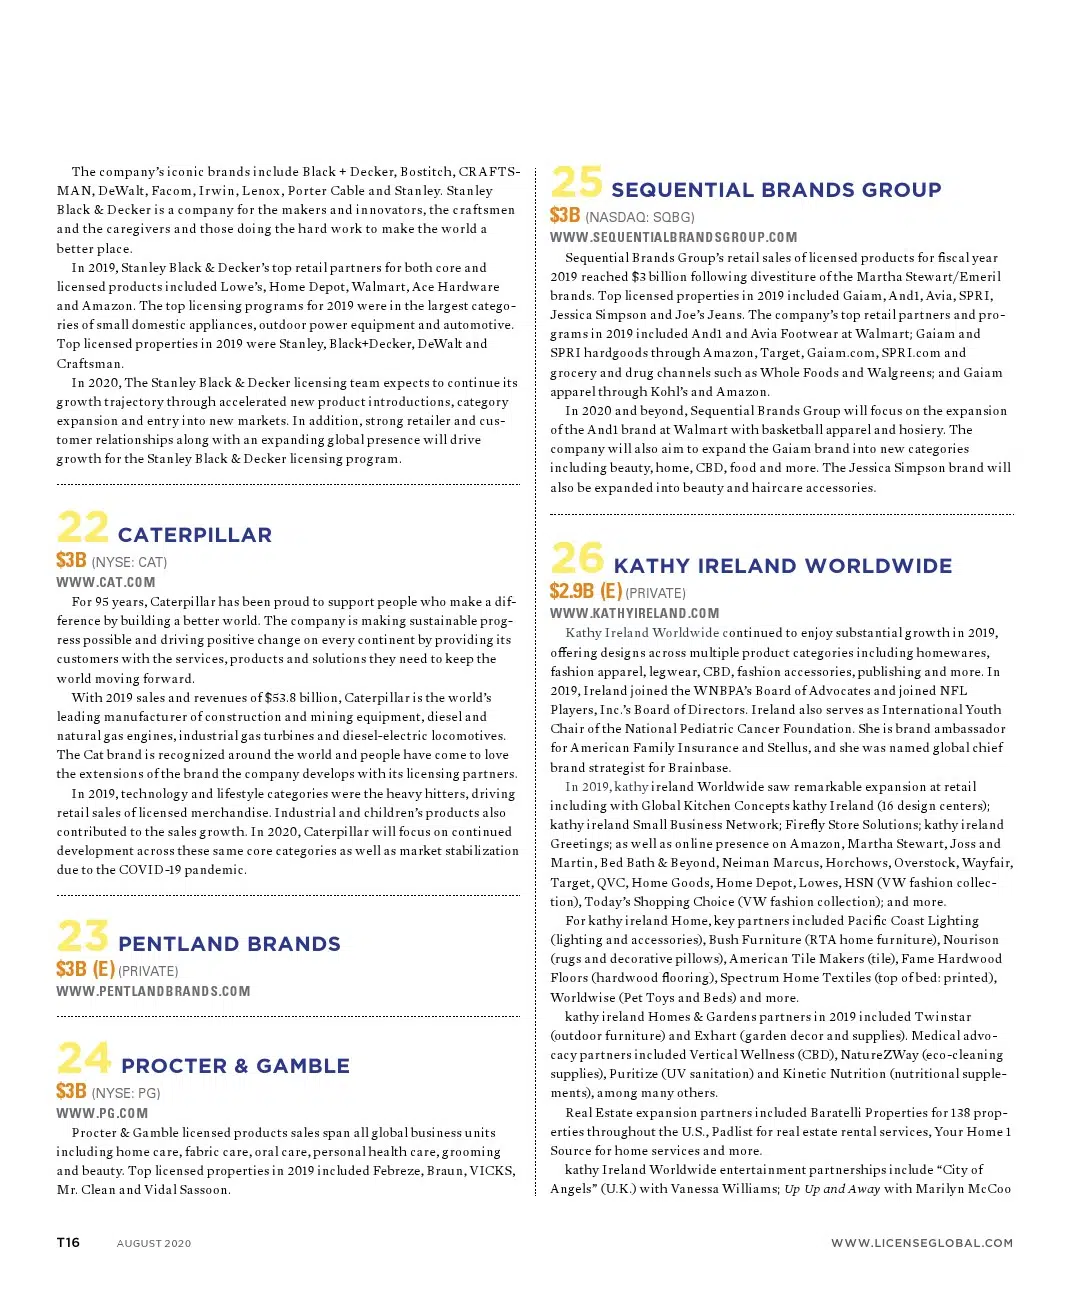 The company's iconic brands include Black + Decker, Bostitch, CRAFTS-
MAN, DeWalt, Facom, Irwin, Lenox, Porter Cable and Stanley. Stanley
Black & Decker is a company for the makers and innovators, the craftsmen
and the caregivers and those doing the hard work to make the world a
better place.
In 2019, Stanley Black & Decker's top retail partners for both core and
licensed products included Lowe's, Home Depot, Walmart, Ace Hardware
and Amazon. The top licensing programs for 2019 were in the largest catego-
ries of small domestic appliances, outdoor power equipment and automotive.
Top licensed properties in 2019 were Stanley, Black+Decker, DeWalt and
Craftsman.
In 2020, The Stanley Black & Decker licensing team expects to continue its
growth trajectory through accelerated new product introductions, category
expansion and entry into new markets. In addition, strong retailer and cus-
tomer relationships along with an expanding global presence will drive
growth for the Stanley Black & Decker licensing program.
22 CATERPILLAR
$3B (NYSE: CAT)
WWW.CAT.COM
For 95 years, Caterpillar has been proud to support people who make a dif-
ference by building a better world. The company is making sustainable prog-
ress possible and driving positive change on every continent by providing its
customers with the services, products and solutions they need to keep the
world moving forward.
With 2019 sales and revenues of $53.8 billion, Caterpillar is the world's
leading manufacturer of construction and mining equipment, diesel and
natural gas engines, industrial gas turbines and diesel-electric locomotives.
The Cat brand is recognized around the world and people have come to love
the extensions of the brand the company develops with its licensing partners.
In 2019, technology and lifestyle categories were the heavy hitters, driving
retail sales of licensed merchandise. Industrial and children's products also
contributed to the sales growth. In 2020, Caterpillar will focus on continued
development across these same core categories as well as market stabilization
due to the COVID-19 pandemic.
23 PENTLAND BRANDS
$3B (E) (PRIVATE)
WWW.PENTLANDBRANDS.COM
24 PROCTER & GAMBLE
$3B (NYSE: PG)
WWW.PG.COM
Procter & Gamble licensed products sales span all global business units
including home care, fabric care, oral care, personal health care, grooming
and beauty. Top licensed properties in 2019 included Febreze, Braun, VICKS,
Mr. Clean and Vidal Sassoon.
25 SEQUENTIAL BRANDS GROUP
$3B (NASDAQ: SQBG)
WWW.SEQUENTIALBRANDSGROUP.COM
Sequential Brands Group's retail sales of licensed products for fiscal year
2019 reached $3 billion following divestiture of the Martha Stewart/Emeril
brands. Top licensed properties in 2019 included Gaiam, And1, Avia, SPRI,
Jessica Simpson and Joe's Jeans. The company's top retail partners and pro-
grams in 2019 included And1 and Avia Footwear at Walmart; Gaiam and
SPRI hardgoods through Amazon, Target, Gaiam.com, SPRI.com and
grocery and drug channels such as Whole Foods and Walgreens; and Gaiam
apparel through Kohl's and Amazon.
In 2020 and beyond, Sequential Brands Group will focus on the expansion
of the And1 brand at Walmart with basketball apparel and hosiery. The
company will also aim to expand the Gaiam brand into new categories
including beauty, home, CBD, food and more. The Jessica Simpson brand will
also be expanded into beauty and haircare accessories.
26 KATHY IRELAND WORLDWIDE
$2.9B (E) (PRIVATE)
WWW.KATHYIRELAND.COM
Kathy Ireland Worldwide continued to enjoy substantial growth in 2019,
offering designs across multiple product categories including homewares,
fashion apparel, legwear, CBD, fashion accessories, publishing and more. In
2019, Ireland joined the WNBPA's Board of Advocates and joined NFL
Players, Inc.'s Board of Directors. Ireland also serves as International Youth
Chair of the National Pediatric Cancer Foundation. She is brand ambassador
for American Family Insurance and Stellus, and she was named global chief
brand strategist for Brainbase.
In 2019, kathy ireland Worldwide saw remarkable expansion at retail
including with Global Kitchen Concepts kathy Ireland (16 design centers);
kathy ireland Small Business Network; Firefly Store Solutions; kathy ireland
Greetings; as well as online presence on Amazon, Martha Stewart, Joss and
Martin, Bed Bath & Beyond, Neiman Marcus, Horchows, Overstock, Wayfair,
Target, QVC, Home Goods, Home Depot, Lowes, HSN (VW fashion collec-
tion), Today's Shopping Choice (VW fashion collection); and more.
For kathy ireland Home, key partners included Pacific Coast Lighting
(lighting and accessories), Bush Furniture (RTA home furniture), Nourison
(rugs and decorative pillows), American Tile Makers (tile), Fame Hardwood
Floors (hardwood flooring), Spectrum Home Textiles (top of bed: printed),
Worldwise (Pet Toys and Beds) and more.
kathy ireland Homes & Gardens partners in 2019 included Twinstar
(outdoor furniture) and Exhart (garden decor and supplies). Medical advo-
cacy partners included Vertical Wellness (CBD), NatureZWay (eco-cleaning
supplies), Puritize (UV sanitation) and Kinetic Nutrition (nutritional supple-
ments), among many others.
Real Estate expansion partners included Baratelli Properties for 138 prop-
erties throughout the U.S., Padlist for real estate rental services, Your Home 1
Source for home services and more.
kathy Ireland Worldwide entertainment partnerships include “City of
Angels” (U.K.) with Vanessa Williams; Up Up and Away with Marilyn McCoo
T16 AUGUST 2020
WWW.LICENSEGLOBAL.COM